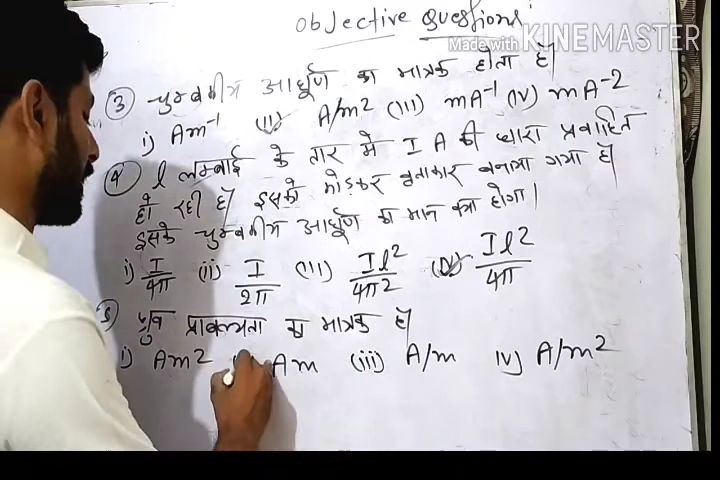 Objective Questions
Made with KINEMASTER
③ चुम्बकीय आर्घूण का मात्रक होता है।
i) Am⁻¹ (ii) A/m2 (iii) mA⁻¹ (iv) mA⁻2
④ l लम्बाई के तार में I A की धारा प्रवाहित
हो रही है। इसको मोड़कर वृताकार बनाया गया है।
इसके चुम्बकीय आर्घूण का मान क्या होगा।
i) I/4π (ii) I/2π (iii) Il²/4π² (iv) Il²/4π
5 ध्रुव प्राबल्यता का मात्रक है।
i) Am2 Am (iii) A/m iv) A/m²